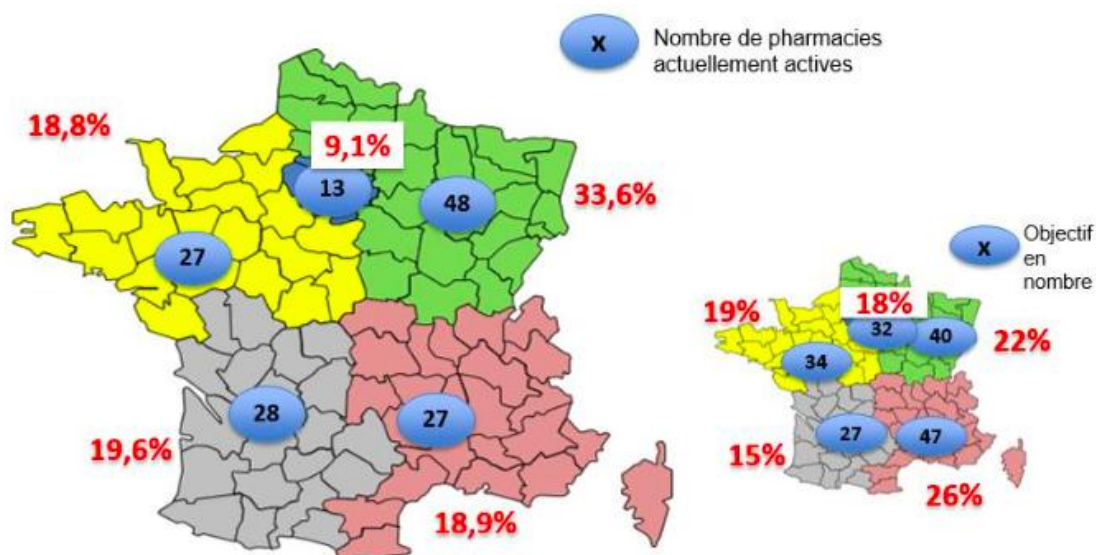 X
Nombre de pharmacies
actuellement actives
18,8%
9,1%
13
48
33,6%
27
28
27
19,6%
18,9%
X
Objectif
en
nombre
19%
18%
32
40
22%
34
27
47
15%
26%